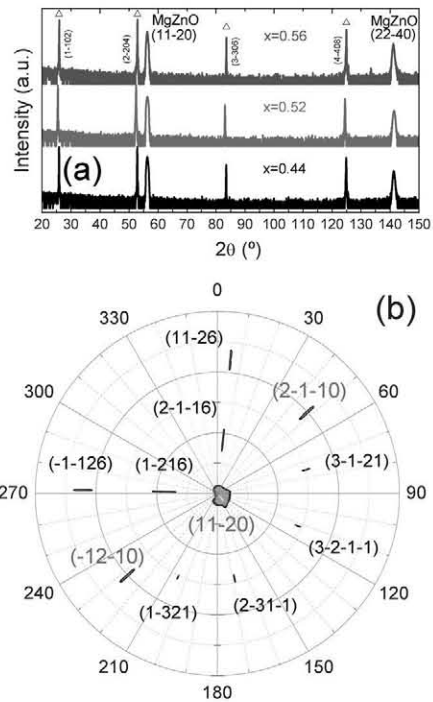 MgZnO MgZnO
(11-20) x=0.56 (22-40)
(1-102) (2-204) (3-306) (4-408)
x=0.52
(a) x=0.44
Intensity (a.u.)
20 30 40 50 60 70 80 90 100 110 120 130 140 150
2θ (º)
(b)
0
330 30
(11-26)
300 (2-1-10) 60
(2-1-16)
(-1-126) (1-216) (3-1-21)
270 90
(11-20)
(3-2-1-1)
(-12-10)
240 120
(1-321) (2-31-1)
210 150
180